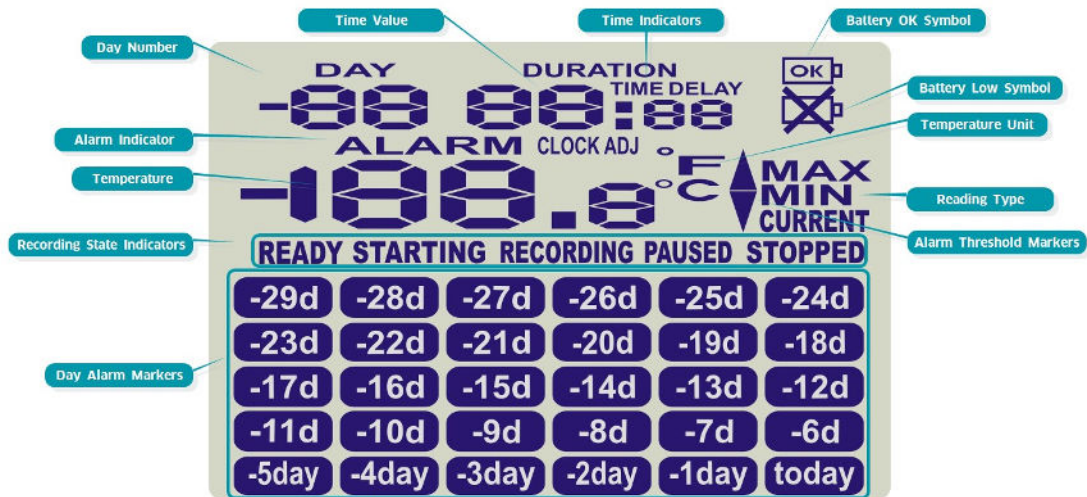 Time Value
Time Indicators
Battery OK Symbol
Day Number
DAY
DURATION
OK
TIME DELAY
-88 88:88
Battery Low Symbol
Alarm Indicator
ALARM
CLOCK ADJ
°F
Temperature Unit
Temperature
-188.8
°C
MAX
MIN
CURRENT
Reading Type
Recording State Indicators
Alarm Threshold Markers
READY STARTING RECORDING PAUSED STOPPED
-29d -28d -27d -26d -25d -24d
-23d -22d -21d -20d -19d -18d
Day Alarm Markers
-17d -16d -15d -14d -13d -12d
-11d -10d -9d -8d -7d -6d
-5day -4day -3day -2day -1day today